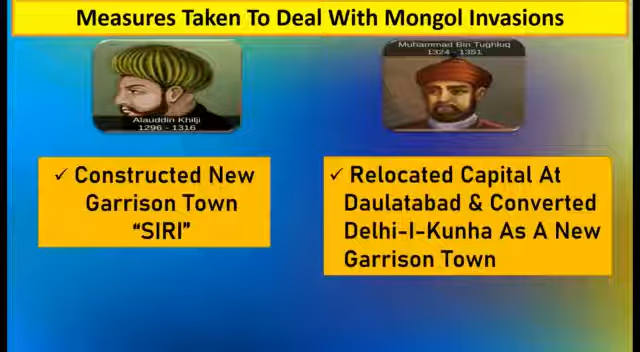 Measures Taken To Deal With Mongol Invasions
Alauddin Khilji
1296 - 1316
Muhammad Bin Tughluq
1324 - 1351
✓ Constructed New
Garrison Town
“SIRI”
✓ Relocated Capital At
Daulatabad & Converted
Delhi-I-Kunha As A New
Garrison Town